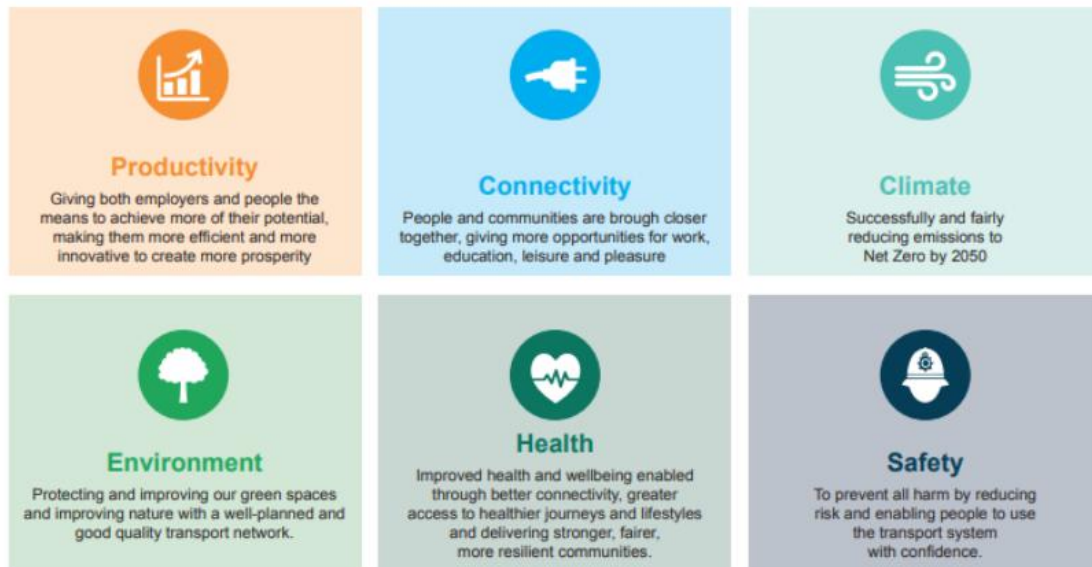 Productivity
Giving both employers and people the
means to achieve more of their potential,
making them more efficient and more
innovative to create more prosperity
Connectivity
People and communities are brough closer
together, giving more opportunities for work,
education, leisure and pleasure
Climate
Successfully and fairly
reducing emissions to
Net Zero by 2050
Environment
Protecting and improving our green spaces
and improving nature with a well-planned and
good quality transport network.
Health
Improved health and wellbeing enabled
through better connectivity, greater
access to healthier journeys and lifestyles
and delivering stronger, fairer,
more resilient communities.
Safety
To prevent all harm by reducing
risk and enabling people to use
the transport system
with confidence.